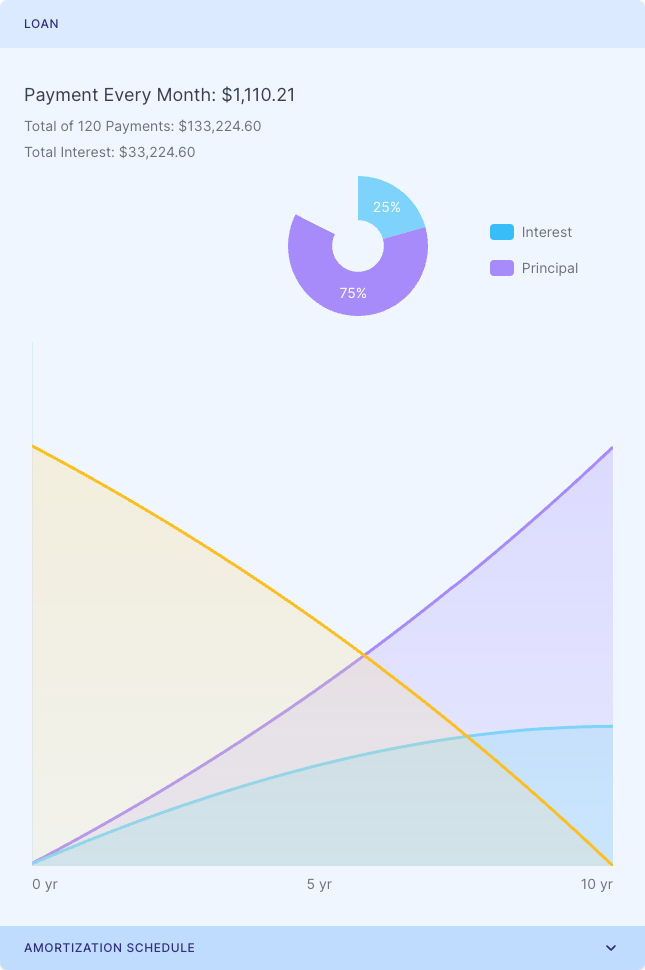 LOAN
Payment Every Month: $1,110.21
Total of 120 Payments: $133,224.60
Total Interest: $33,224.60
25%
Interest
Principal
75%
0 yr 5 yr 10 yr
AMORTIZATION SCHEDULE